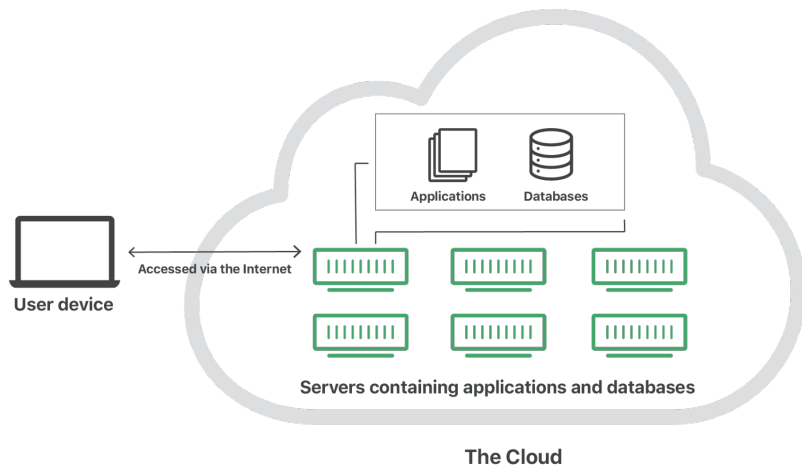 Applications
Databases
Accessed via the Internet
User device
Servers containing applications and databases
The Cloud